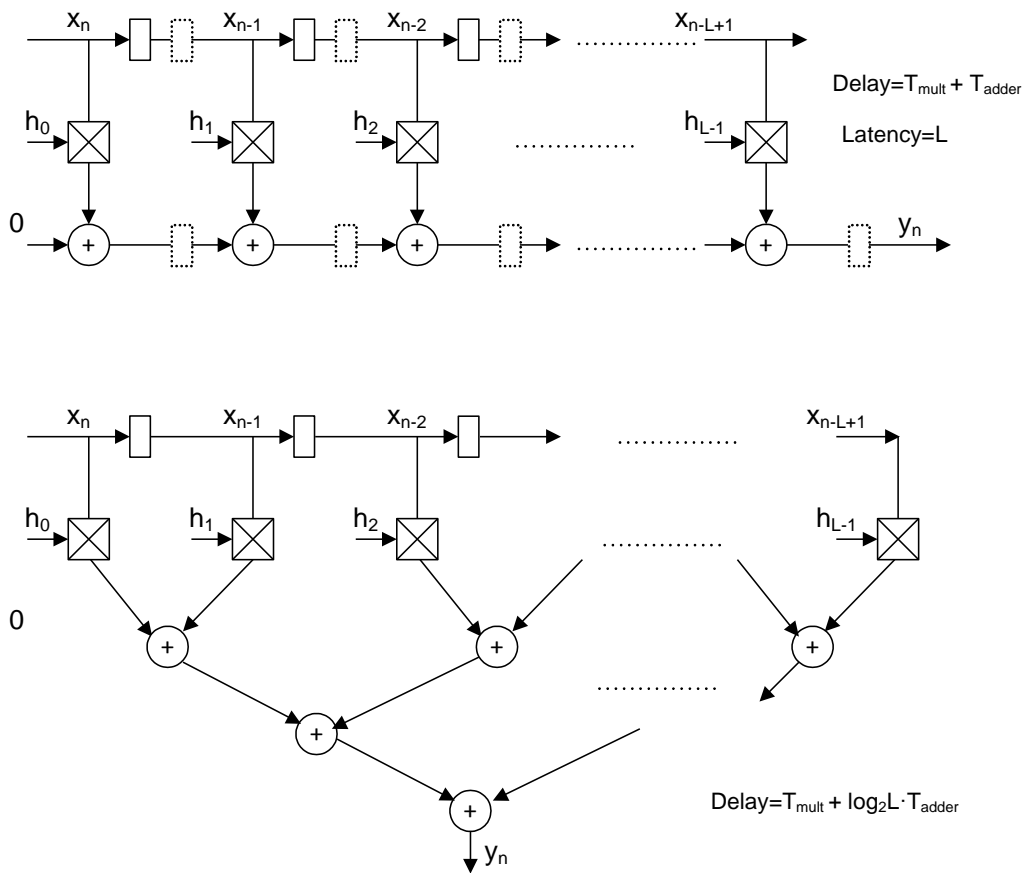 xₙ xₙ₋₁ xₙ₋₂ ........................ xₙ₋L₊₁
Delay=Tmult + Tadder
h₀ h₁ h₂ ........................ hL₋₁
Latency=L
0 + + + ........................ + yₙ
xₙ xₙ₋₁ xₙ₋₂ ........................ xₙ₋L₊₁
h₀ h₁ h₂ ........................ hL₋₁
0
+ + +
........................
+
+
Delay=Tmult + log₂L·Tadder
yₙ